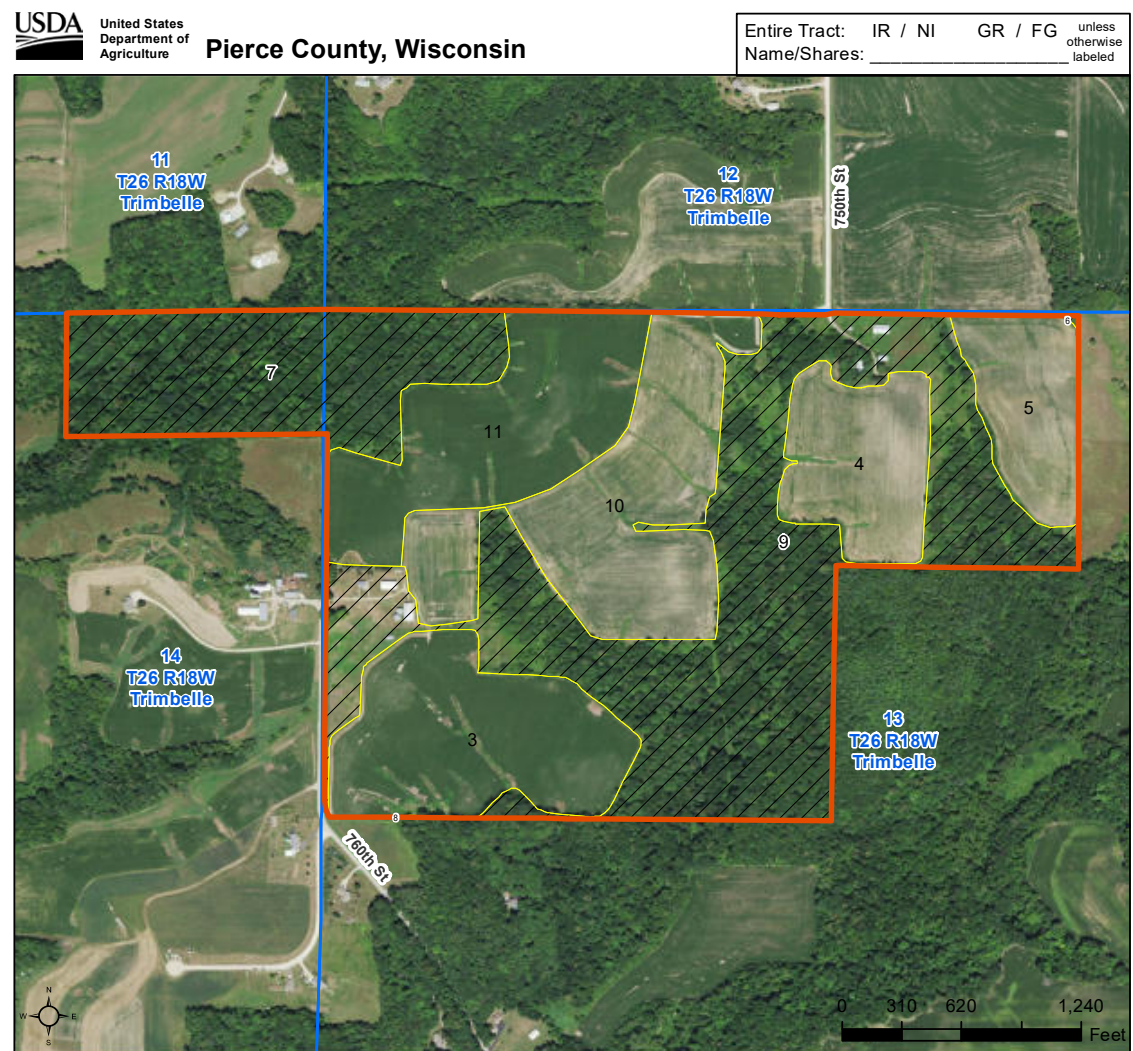 USDA
United States
Department of
Agriculture
Pierce County, Wisconsin
Entire Tract: IR / NI GR / FG unless
otherwise
labeled
Name/Shares: ____________________
11
T26 R18W
Trimbelle
12
T26 R18W
Trimbelle
750th St
6
7
5
11
4
10
9
14
T26 R18W
Trimbelle
13
T26 R18W
Trimbelle
3
8
760th St
N
W E
S
0 310 620 1,240
Feet